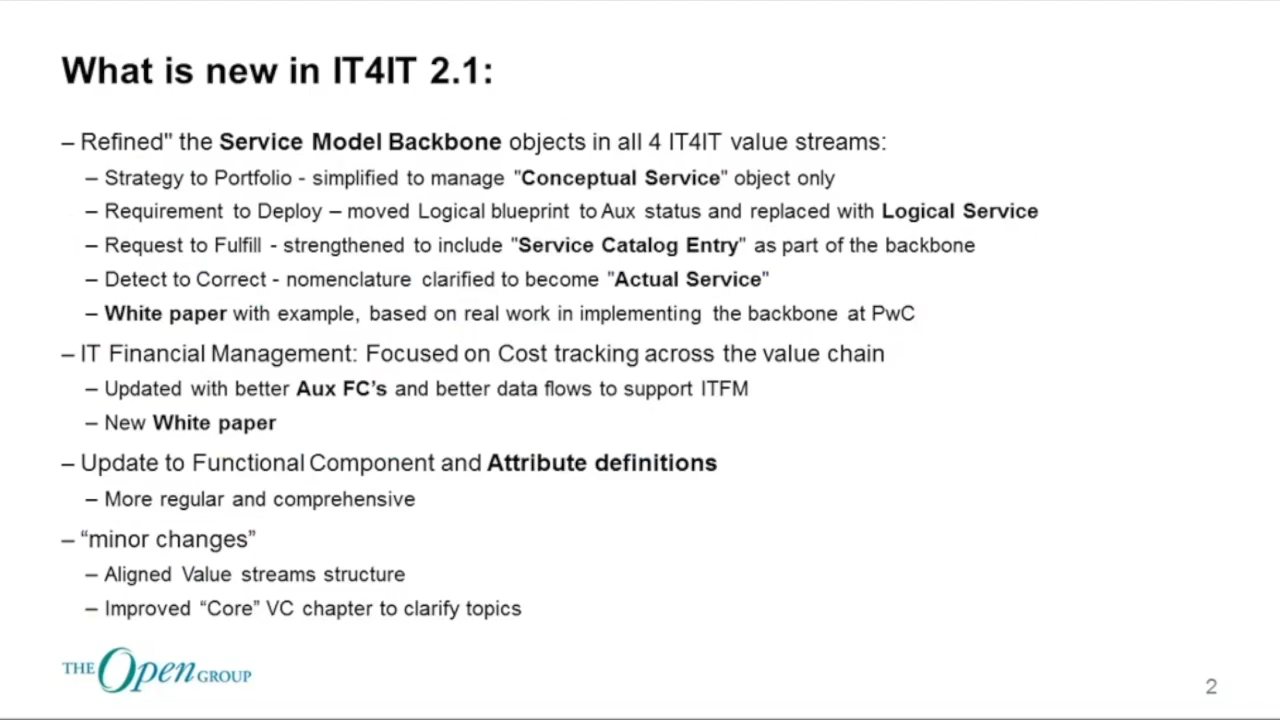 What is new in IT4IT 2.1:
– Refined" the Service Model Backbone objects in all 4 IT4IT value streams:
– Strategy to Portfolio - simplified to manage "Conceptual Service" object only
– Requirement to Deploy – moved Logical blueprint to Aux status and replaced with Logical Service
– Request to Fulfill - strengthened to include "Service Catalog Entry" as part of the backbone
– Detect to Correct - nomenclature clarified to become "Actual Service"
– White paper with example, based on real work in implementing the backbone at PwC
– IT Financial Management: Focused on Cost tracking across the value chain
– Updated with better Aux FC’s and better data flows to support ITFM
– New White paper
– Update to Functional Component and Attribute definitions
– More regular and comprehensive
– “minor changes”
– Aligned Value streams structure
– Improved “Core” VC chapter to clarify topics
THE Open GROUP
2